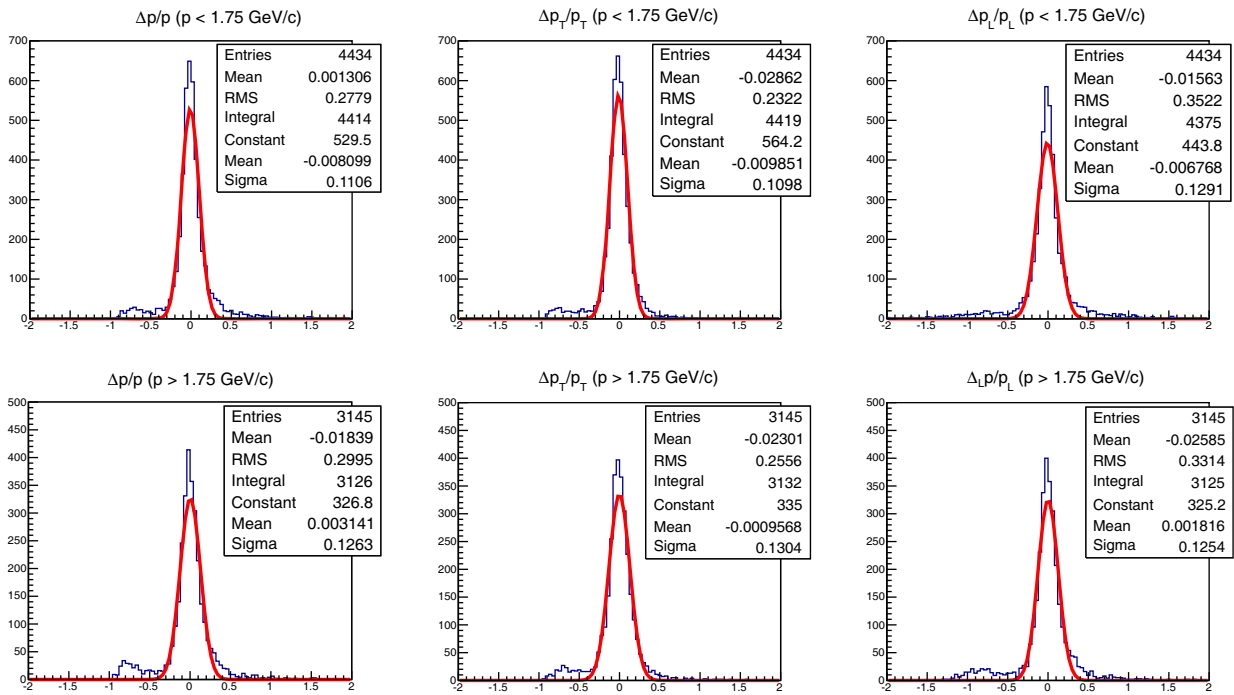 Δp/p (p < 1.75 GeV/c)
Entries 4434
Mean 0.001306
RMS 0.2779
Integral 4414
Constant 529.5
Mean -0.008099
Sigma 0.1106
700
600
500
400
300
200
100
0
-2 -1.5 -1 -0.5 0 0.5 1 1.5 2
Δp_T/p_T (p < 1.75 GeV/c)
Entries 4434
Mean -0.02862
RMS 0.2322
Integral 4419
Constant 564.2
Mean -0.009851
Sigma 0.1098
700
600
500
400
300
200
100
0
-2 -1.5 -1 -0.5 0 0.5 1 1.5 2
Δp_L/p_L (p < 1.75 GeV/c)
Entries 4434
Mean -0.01563
RMS 0.3522
Integral 4375
Constant 443.8
Mean -0.006768
Sigma 0.1291
700
600
500
400
300
200
100
0
-2 -1.5 -1 -0.5 0 0.5 1 1.5 2
Δp/p (p > 1.75 GeV/c)
Entries 3145
Mean -0.01839
RMS 0.2995
Integral 3126
Constant 326.8
Mean 0.003141
Sigma 0.1263
500
450
400
350
300
250
200
150
100
50
0
-2 -1.5 -1 -0.5 0 0.5 1 1.5 2
Δp_T/p_T (p > 1.75 GeV/c)
Entries 3145
Mean -0.02301
RMS 0.2556
Integral 3132
Constant 335
Mean -0.0009568
Sigma 0.1304
500
450
400
350
300
250
200
150
100
50
0
-2 -1.5 -1 -0.5 0 0.5 1 1.5 2
Δ_Lp/p_L (p > 1.75 GeV/c)
Entries 3145
Mean -0.02585
RMS 0.3314
Integral 3125
Constant 325.2
Mean 0.001816
Sigma 0.1254
500
450
400
350
300
250
200
150
100
50
0
-2 -1.5 -1 -0.5 0 0.5 1 1.5 2